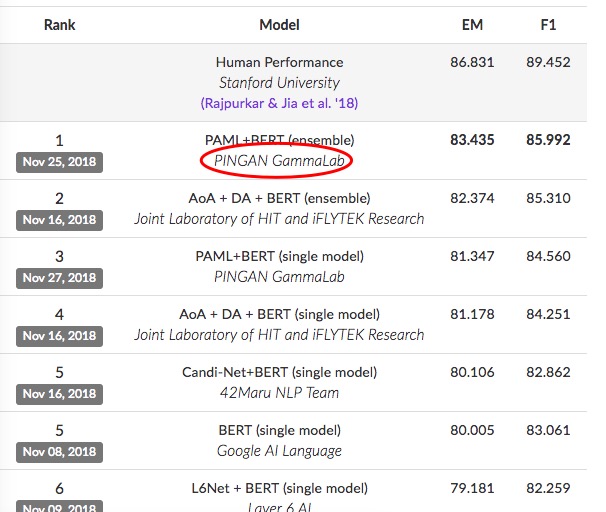 Rank Model EM F1
Human Performance 86.831 89.452
Stanford University
(Rajpurkar & Jia et al. '18)
1 PAML+BERT (ensemble) 83.435 85.992
Nov 25, 2018 PINGAN GammaLab
2 AoA + DA + BERT (ensemble) 82.374 85.310
Nov 16, 2018 Joint Laboratory of HIT and iFLYTEK Research
3 PAML+BERT (single model) 81.347 84.560
Nov 27, 2018 PINGAN GammaLab
4 AoA + DA + BERT (single model) 81.178 84.251
Nov 16, 2018 Joint Laboratory of HIT and iFLYTEK Research
5 Candi-Net+BERT (single model) 80.106 82.862
Nov 16, 2018 42Maru NLP Team
5 BERT (single model) 80.005 83.061
Nov 08, 2018 Google AI Language
6 L6Net + BERT (single model) 79.181 82.259
Nov 09, 2018 Layer 6 AI